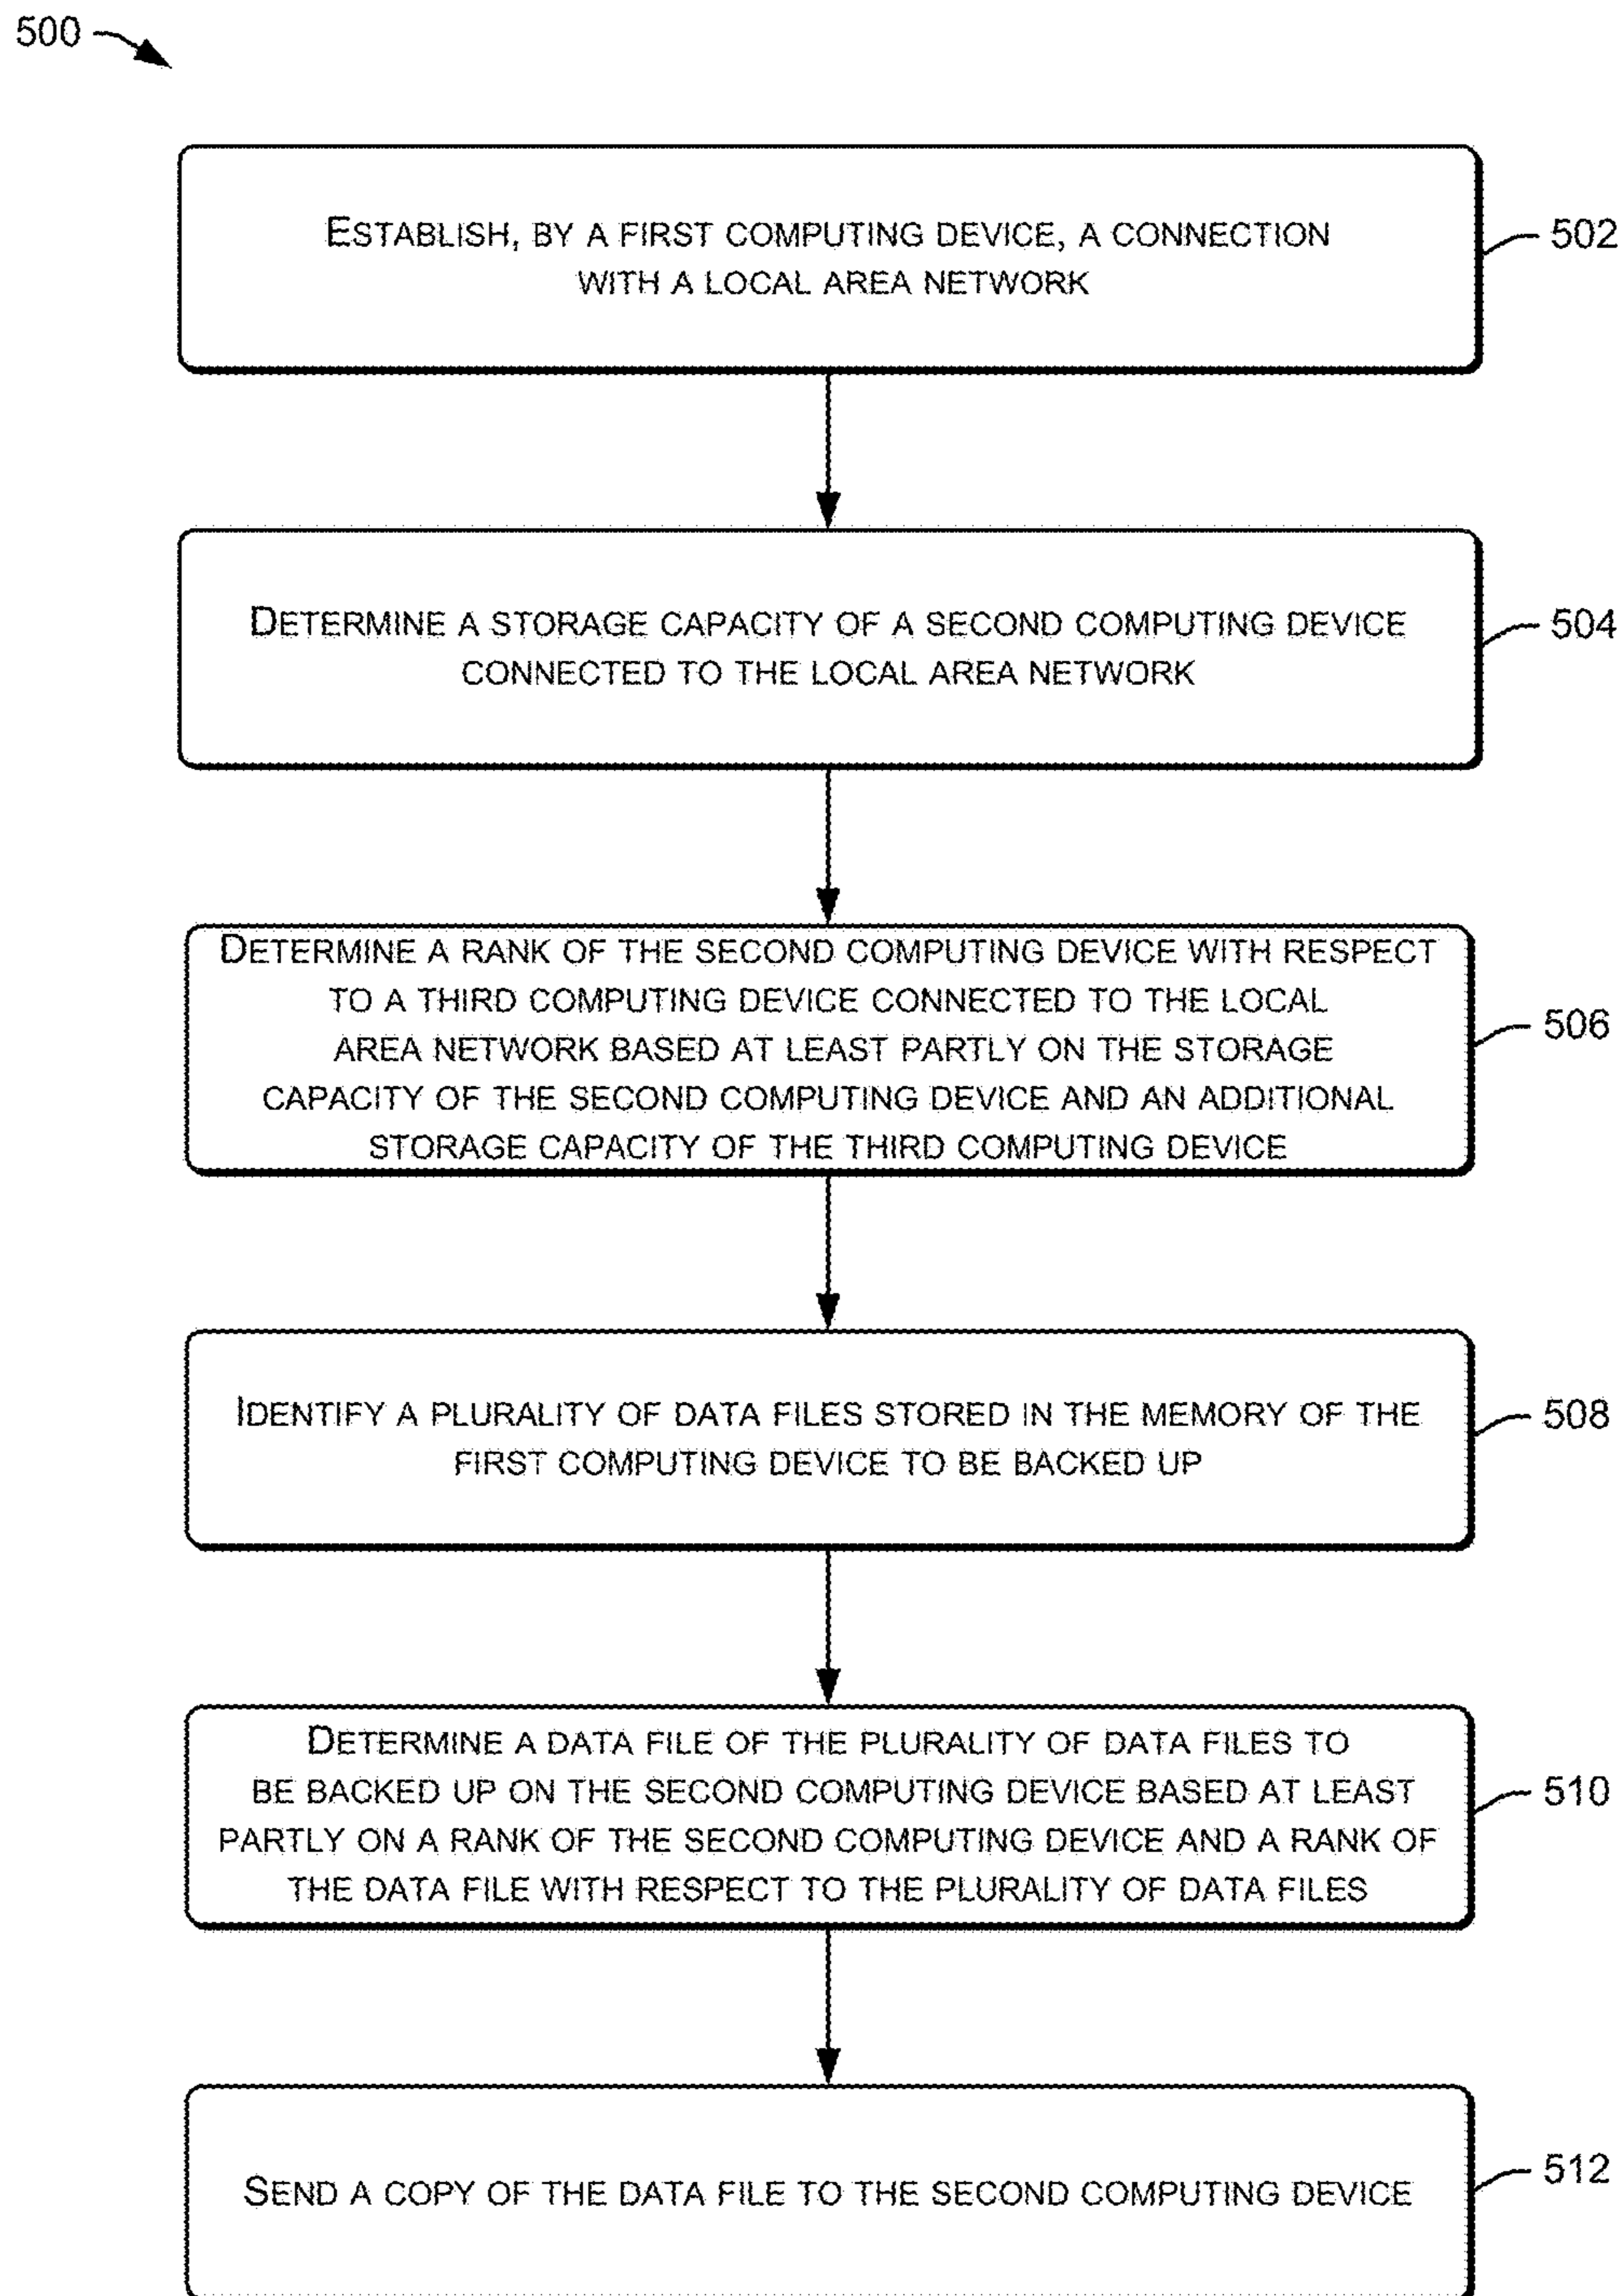 500
ESTABLISH, BY A FIRST COMPUTING DEVICE, A CONNECTION
WITH A LOCAL AREA NETWORK
502
DETERMINE A STORAGE CAPACITY OF A SECOND COMPUTING DEVICE
CONNECTED TO THE LOCAL AREA NETWORK
504
DETERMINE A RANK OF THE SECOND COMPUTING DEVICE WITH RESPECT
TO A THIRD COMPUTING DEVICE CONNECTED TO THE LOCAL
AREA NETWORK BASED AT LEAST PARTLY ON THE STORAGE
CAPACITY OF THE SECOND COMPUTING DEVICE AND AN ADDITIONAL
STORAGE CAPACITY OF THE THIRD COMPUTING DEVICE
506
IDENTIFY A PLURALITY OF DATA FILES STORED IN THE MEMORY OF THE
FIRST COMPUTING DEVICE TO BE BACKED UP
508
DETERMINE A DATA FILE OF THE PLURALITY OF DATA FILES TO
BE BACKED UP ON THE SECOND COMPUTING DEVICE BASED AT LEAST
PARTLY ON A RANK OF THE SECOND COMPUTING DEVICE AND A RANK OF
THE DATA FILE WITH RESPECT TO THE PLURALITY OF DATA FILES
510
SEND A COPY OF THE DATA FILE TO THE SECOND COMPUTING DEVICE
512